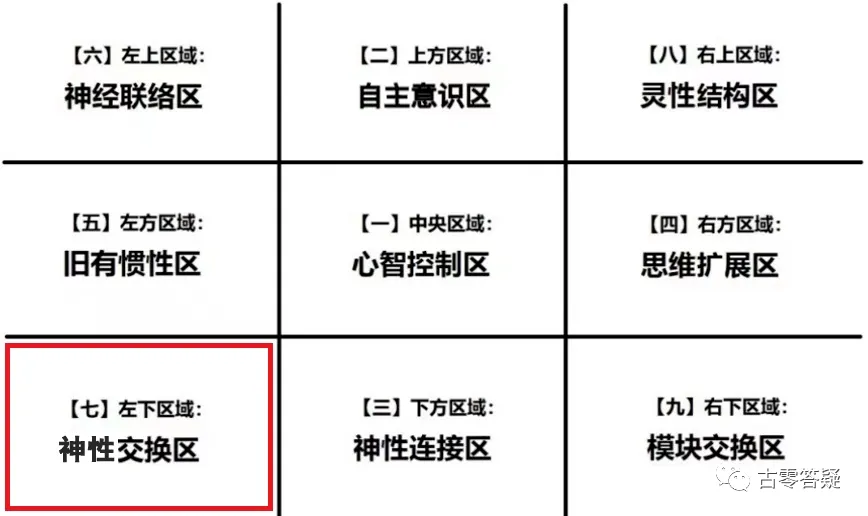 【六】左上区域：
神经联络区
【二】上方区域：
自主意识区
【八】右上区域：
灵性结构区
【五】左方区域：
旧有惯性区
【一】中央区域：
心智控制区
【四】右方区域：
思维扩展区
【七】左下区域：
神性交换区
【三】下方区域：
神性连接区
【九】右下区域：
模块交换区
古零答疑